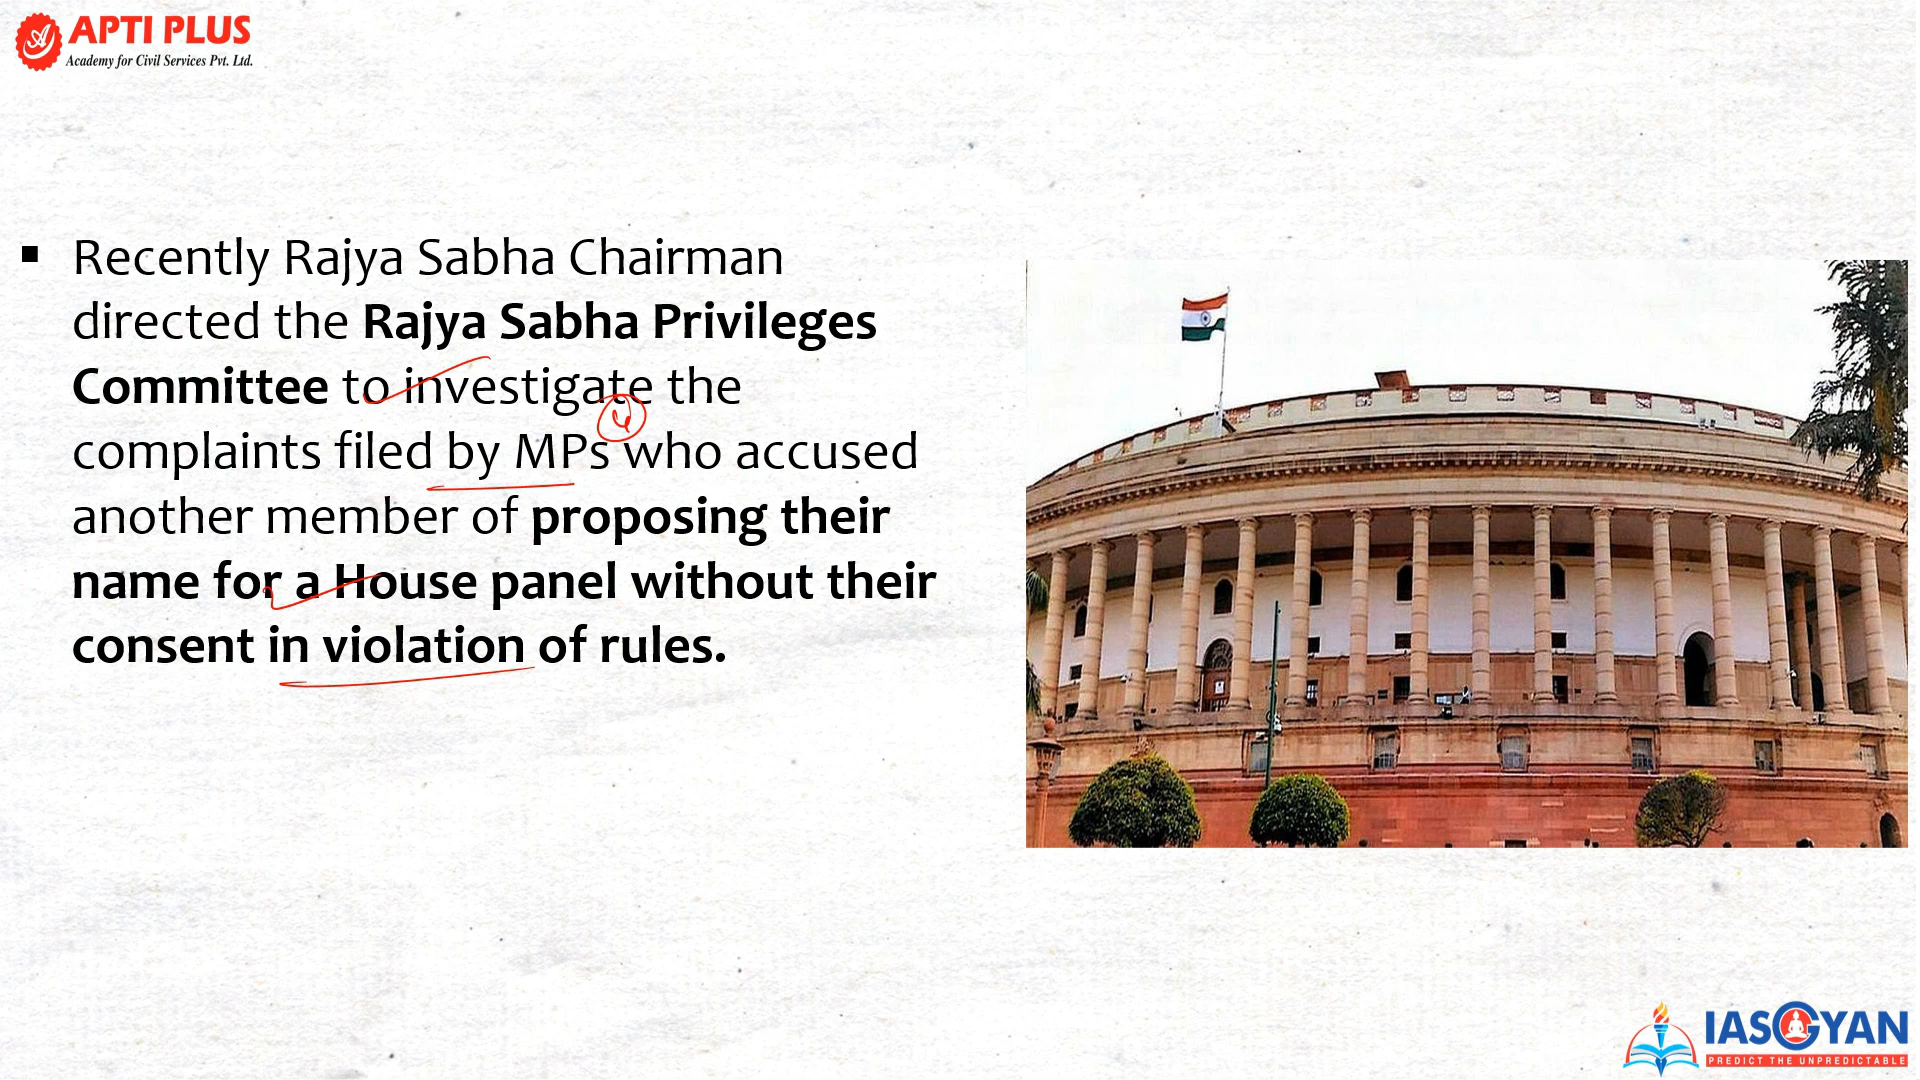 APTI PLUS
Academy for Civil Services Pvt. Ltd.
▪ Recently Rajya Sabha Chairman
directed the Rajya Sabha Privileges
Committee to investigate the
complaints filed by MPs who accused
another member of proposing their
name for a House panel without their
consent in violation of rules.
IASGYAN
PREDICT THE UNPREDICTABLE